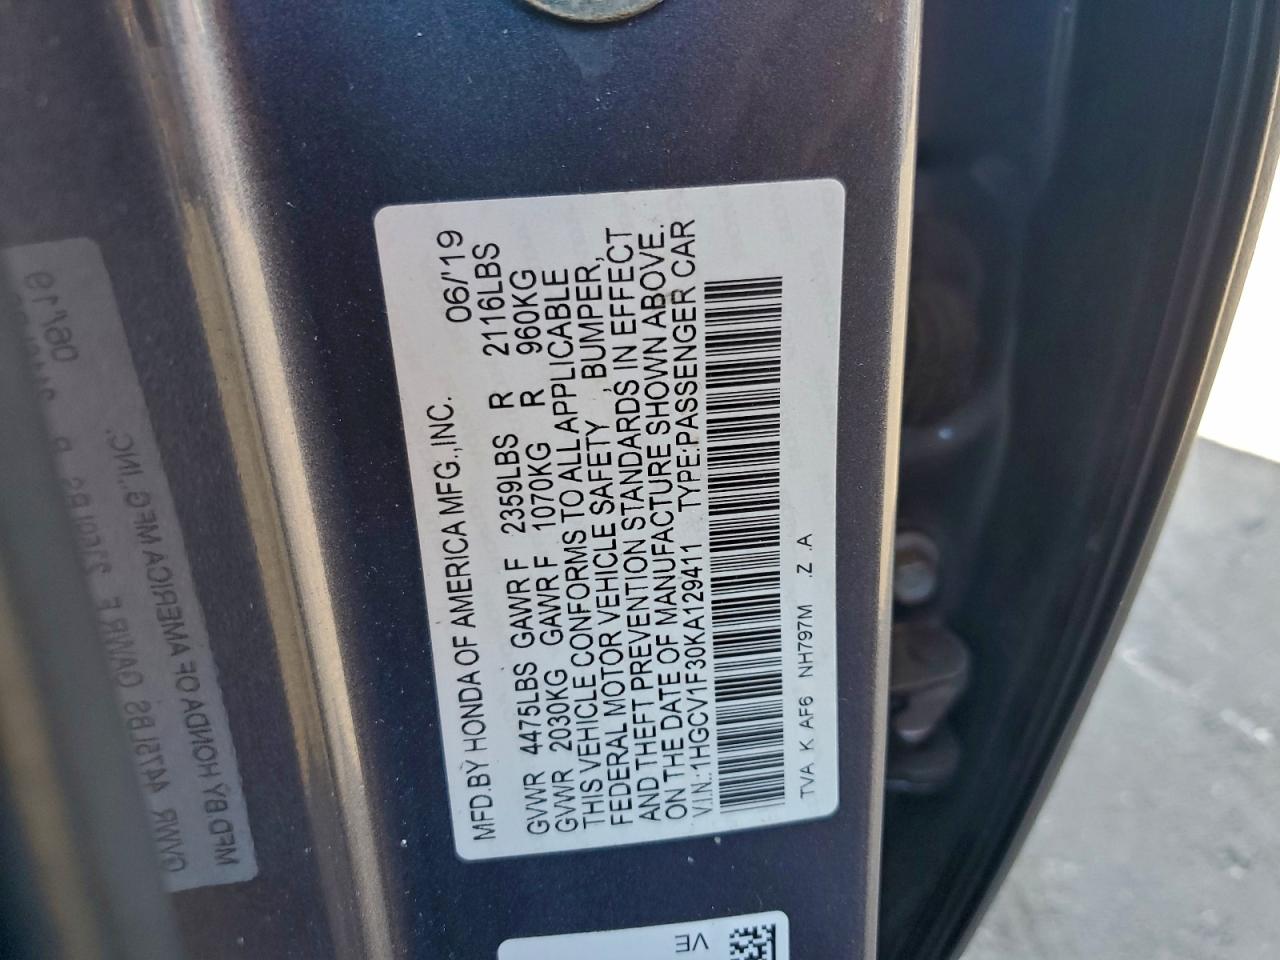 MFD.BY HONDA OF AMERICA MFG.,INC. 06/'19
GVWR 4475LBS GAWR F 2359LBS R 2116LBS
GVWR 2030KG GAWR F 1070KG R 960KG
THIS VEHICLE CONFORMS TO ALL APPLICABLE
FEDERAL MOTOR VEHICLE SAFETY ,BUMPER,
AND THEFT PREVENTION STANDARDS IN EFFECT
ON THE DATE OF MANUFACTURE SHOWN ABOVE.
V.I.N.:1HGCV1F30KA129411 TYPE:PASSENGER CAR
TVA K AF6 NH797M .Z .A
VE